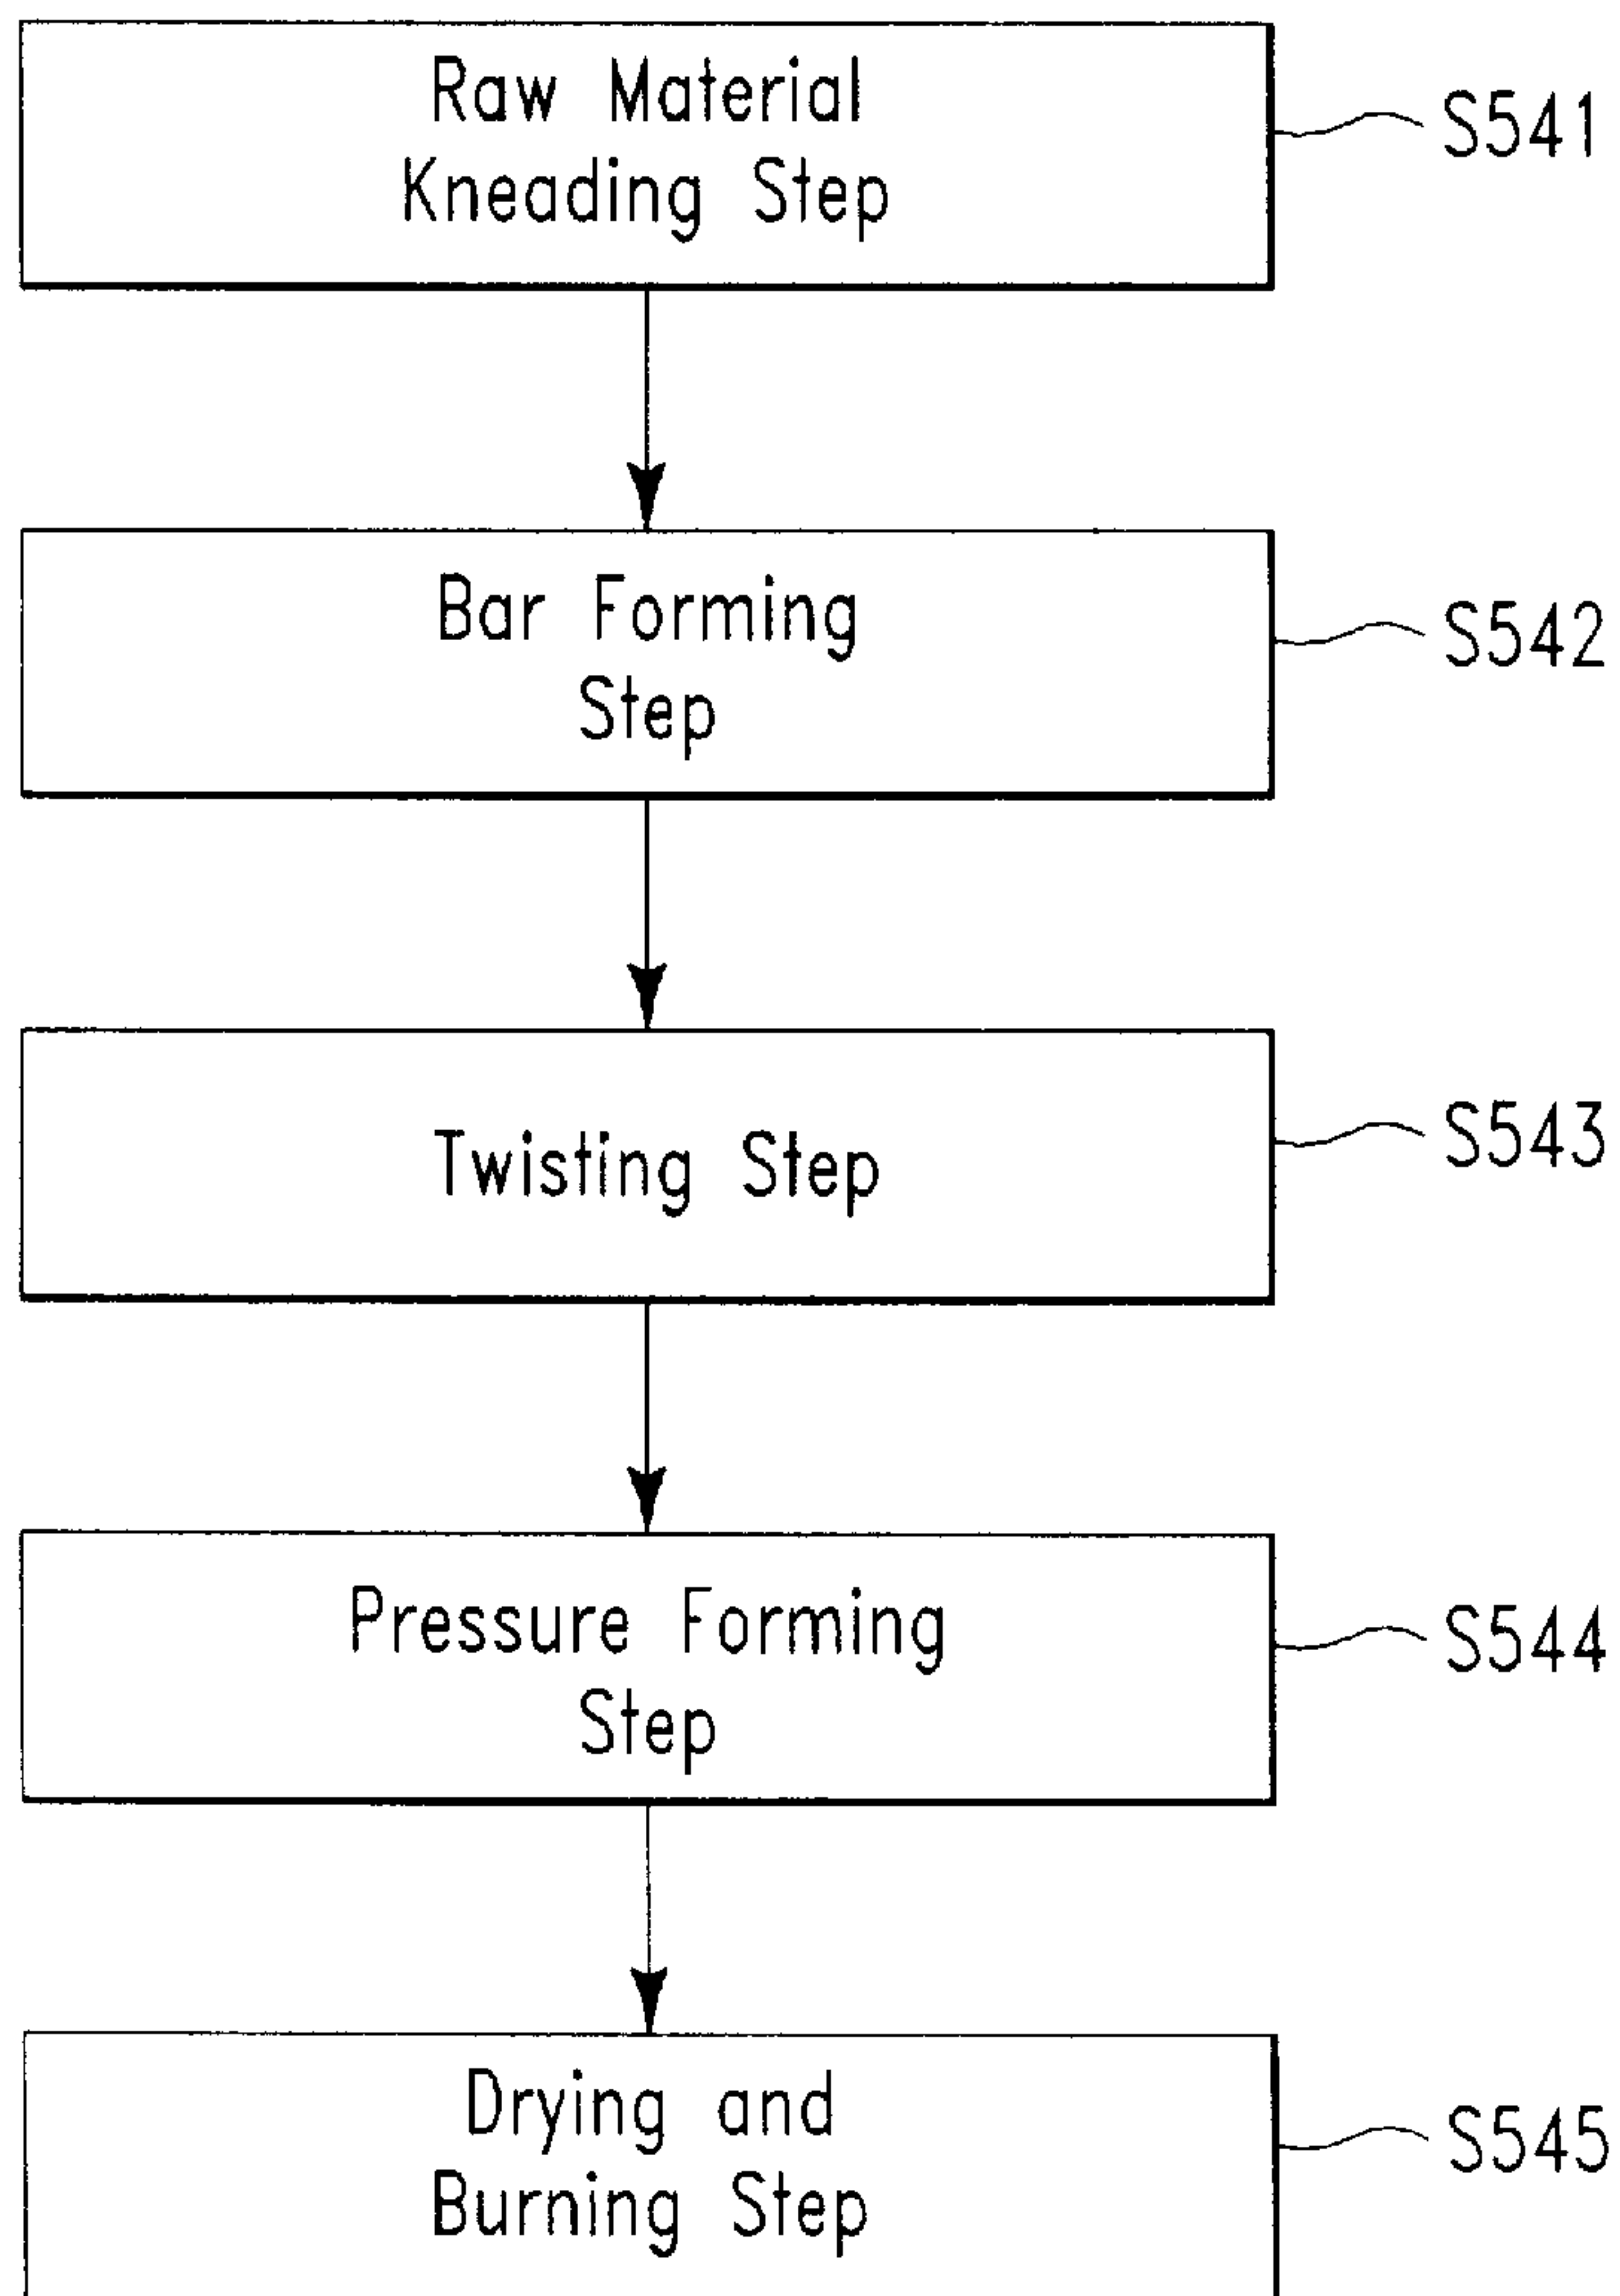 Raw Material
Kneading Step
S541
Bar Forming
Step
S542
Twisting Step
S543
Pressure Forming
Step
S544
Drying and
Burning Step
S545